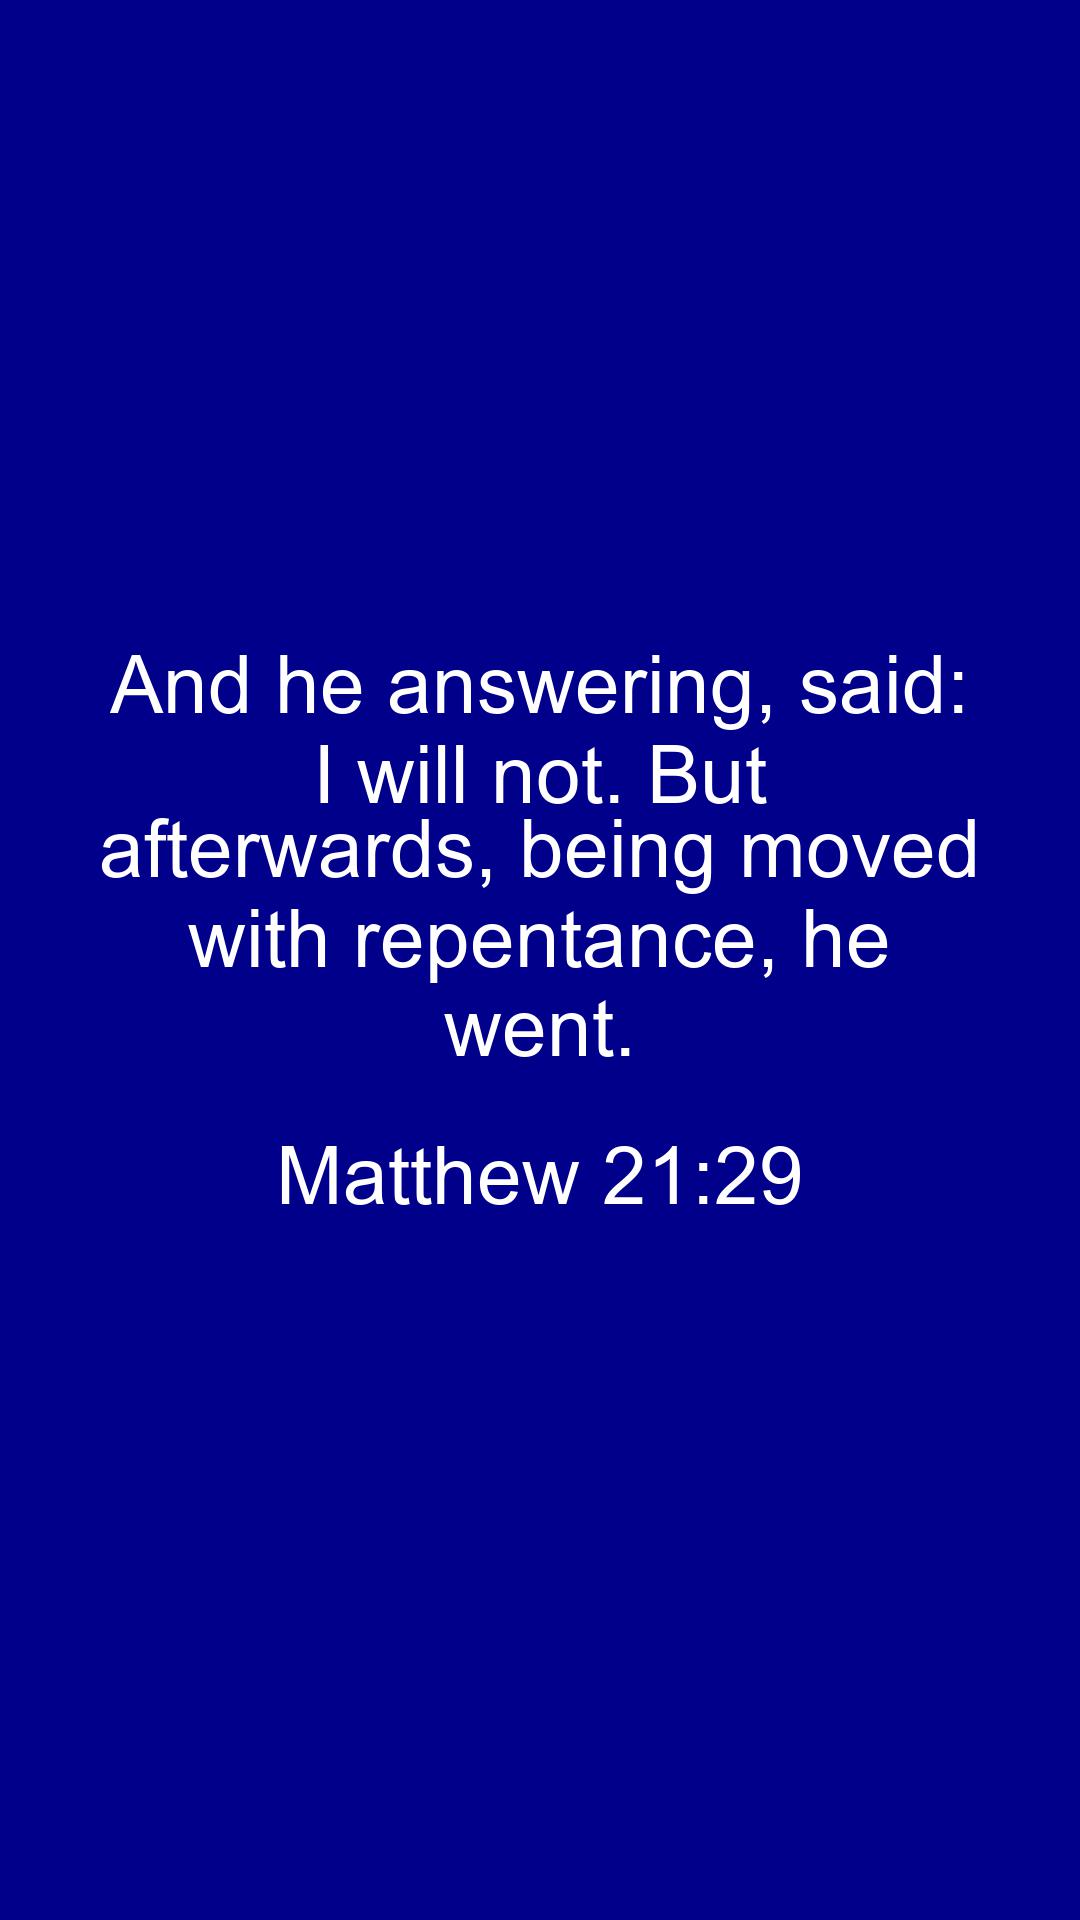 And he answering, said:
I will not. But
afterwards, being moved
with repentance, he
went.
Matthew 21:29